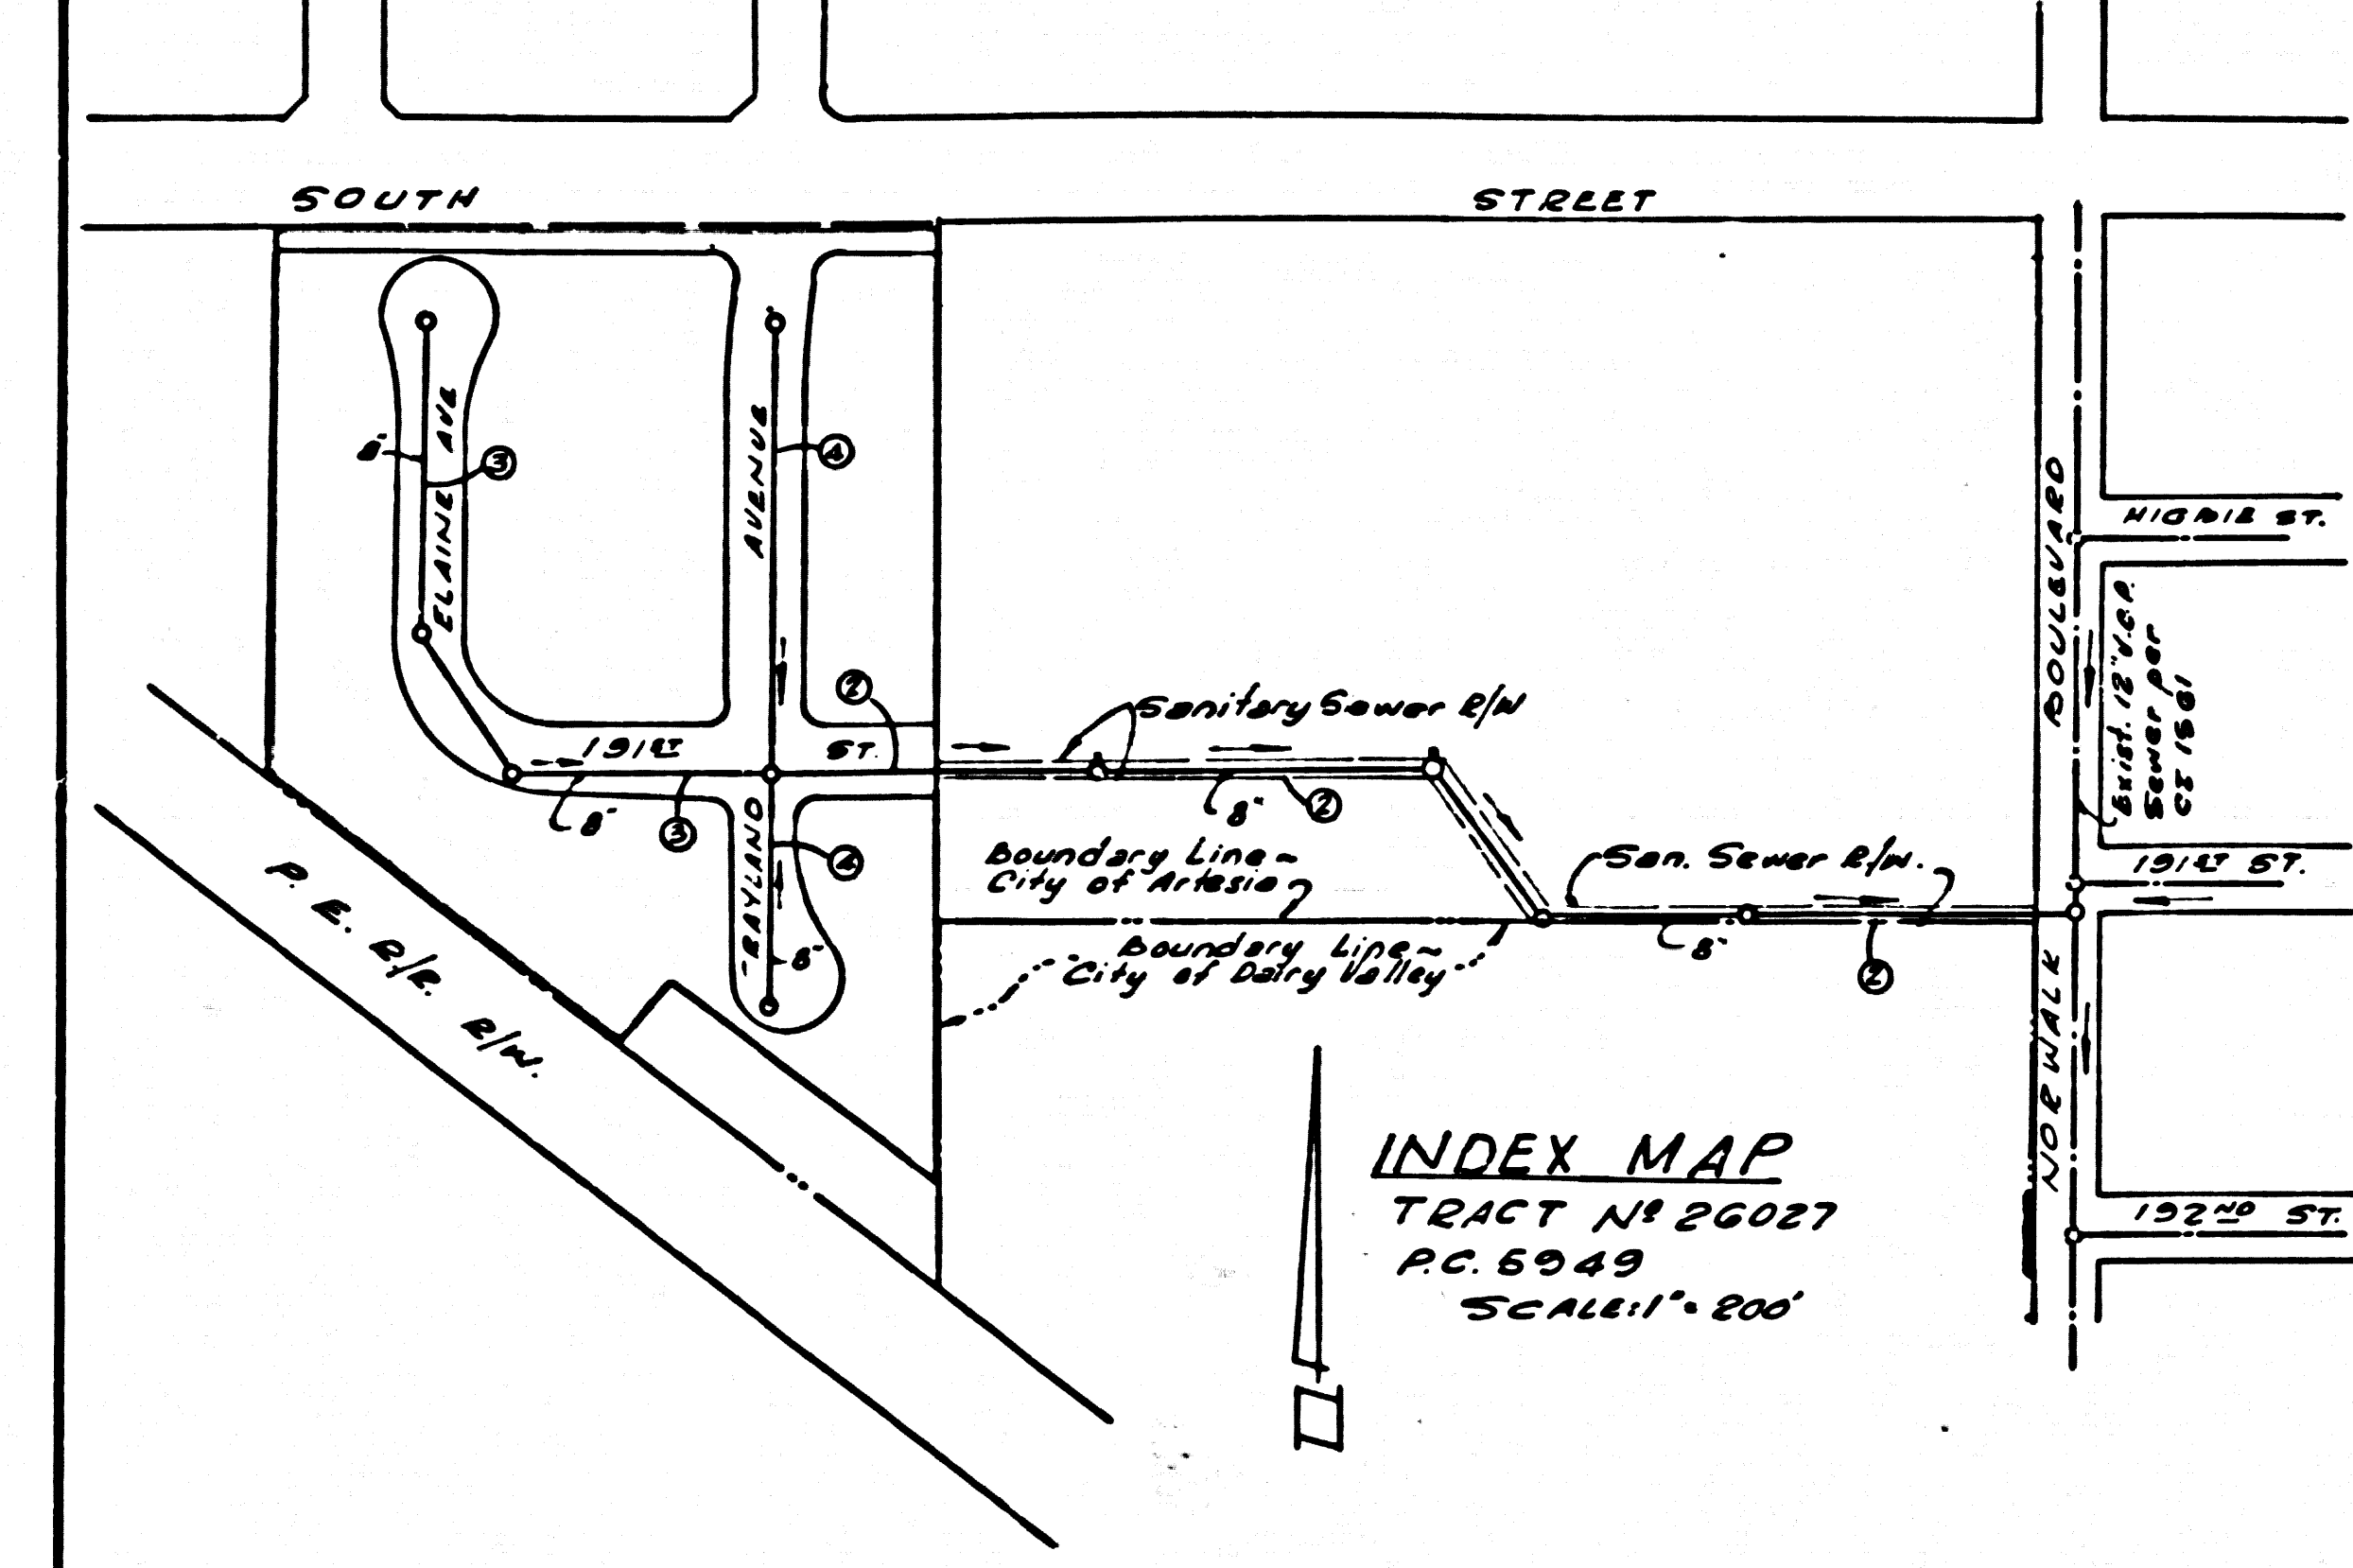 SOUTH STREET
8"
ELAINE AVE
3
AVENUE
4
BOULEVARD
HIGDIE ST.
Exist. 12" V.C.P.
Sewer per
CI 1561
2
Sanitary Sewer R/W
191ST ST.
8"
3
8"
2
BAYLAND
4
8"
Boundary Line~
City of Artesia
San. Sewer R/W.
191ST ST.
Boundary Line~
City of Dairy Valley
8"
2
P. E. R/R. R/W.
NORWALK
INDEX MAP
TRACT Nº 26027
P.C. 5949
SCALE: 1" = 200'
192ND ST.